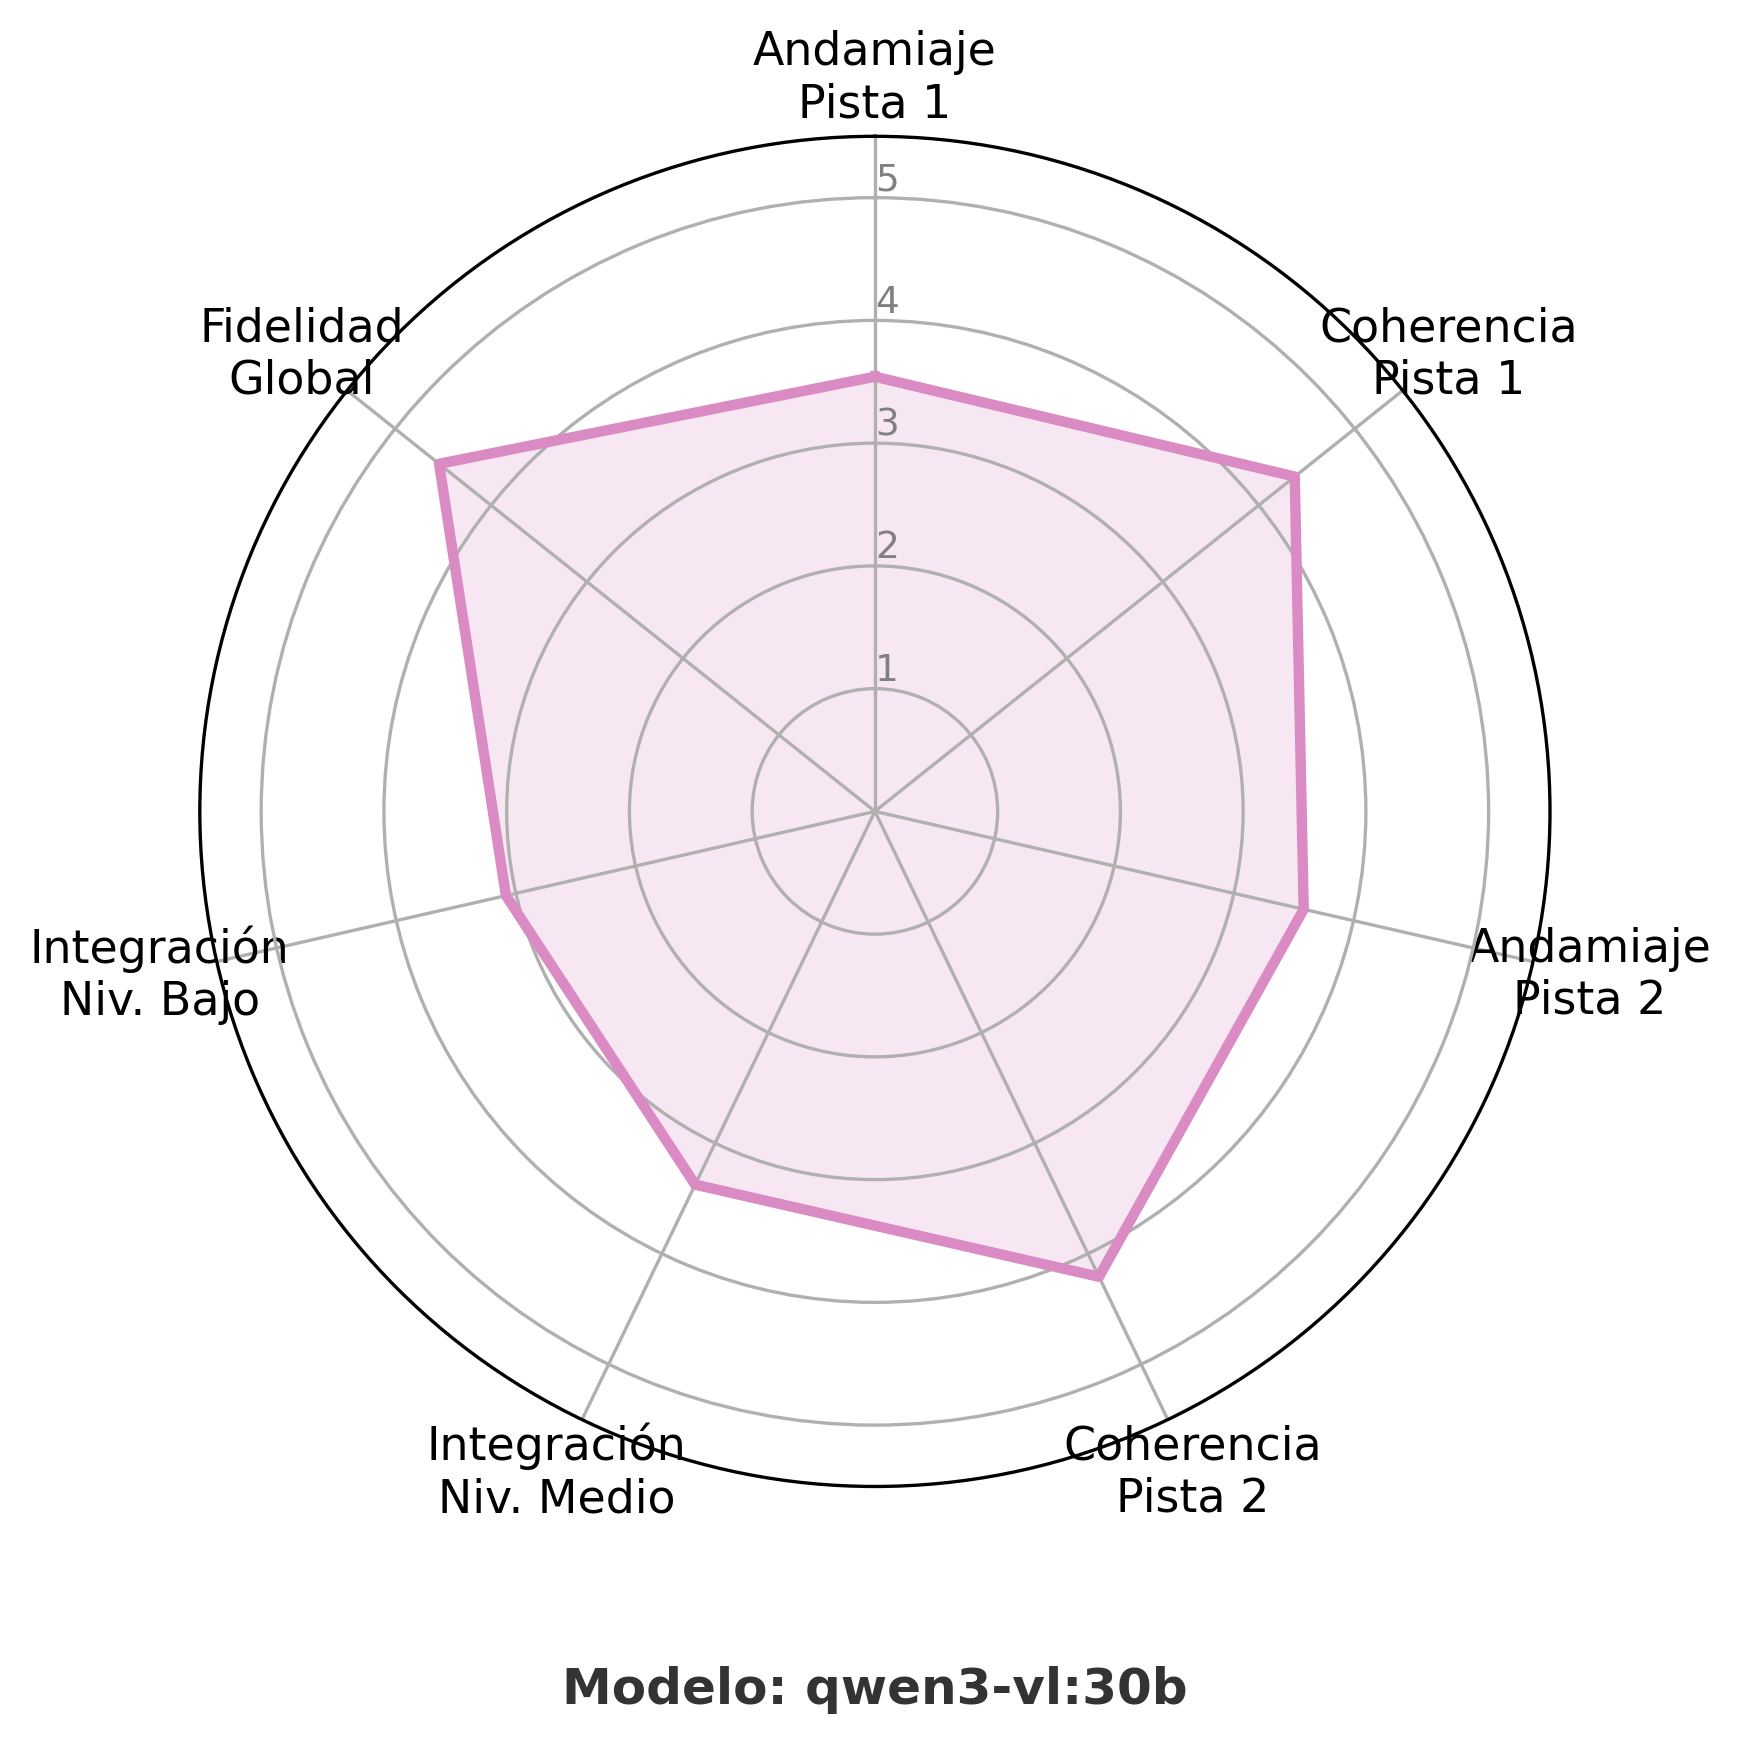 Andamiaje
Pista 1
5
4
3
2
1
Fidelidad
Global
Coherencia
Pista 1
Integración
Niv. Bajo
Andamiaje
Pista 2
Integración
Niv. Medio
Coherencia
Pista 2
Modelo: qwen3-vl:30b